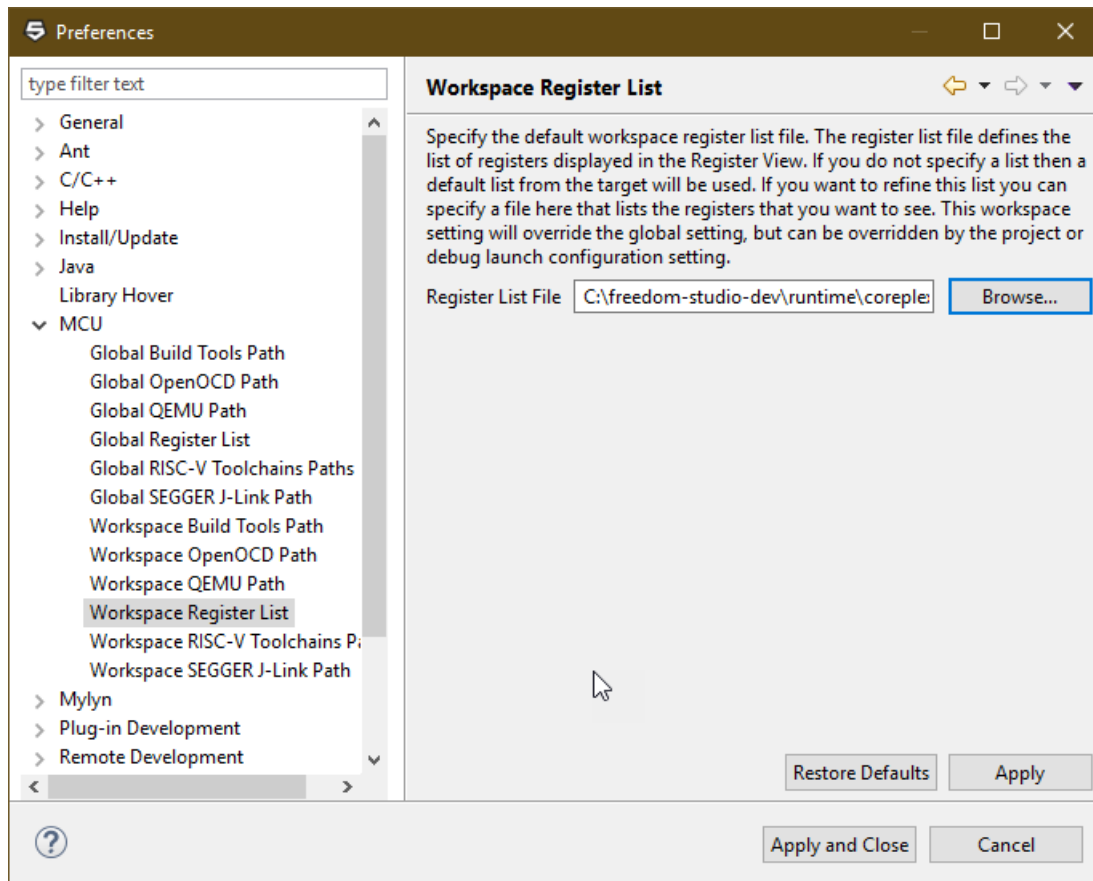 Preferences
type filter text
General
Ant
C/C++
Help
Install/Update
Java
Library Hover
MCU
Global Build Tools Path
Global OpenOCD Path
Global QEMU Path
Global Register List
Global RISC-V Toolchains Paths
Global SEGGER J-Link Path
Workspace Build Tools Path
Workspace OpenOCD Path
Workspace QEMU Path
Workspace Register List
Workspace RISC-V Toolchains
Workspace SEGGER J-Link Path
Mylyn
Plug-in Development
Remote Development
Workspace Register List
Specify the default workspace register list file. The register list file defines the
list of registers displayed in the Register View. If you do not specify a list then a
default list from the target will be used. If you want to refine this list you can
specify a file here that lists the registers that you want to see. This workspace
setting will override the global setting, but can be overridden by the project or
debug launch configuration setting.
Register List File C:\freedom-studio-dev\runtime\coreple Browse...
Restore Defaults Apply
? Apply and Close Cancel